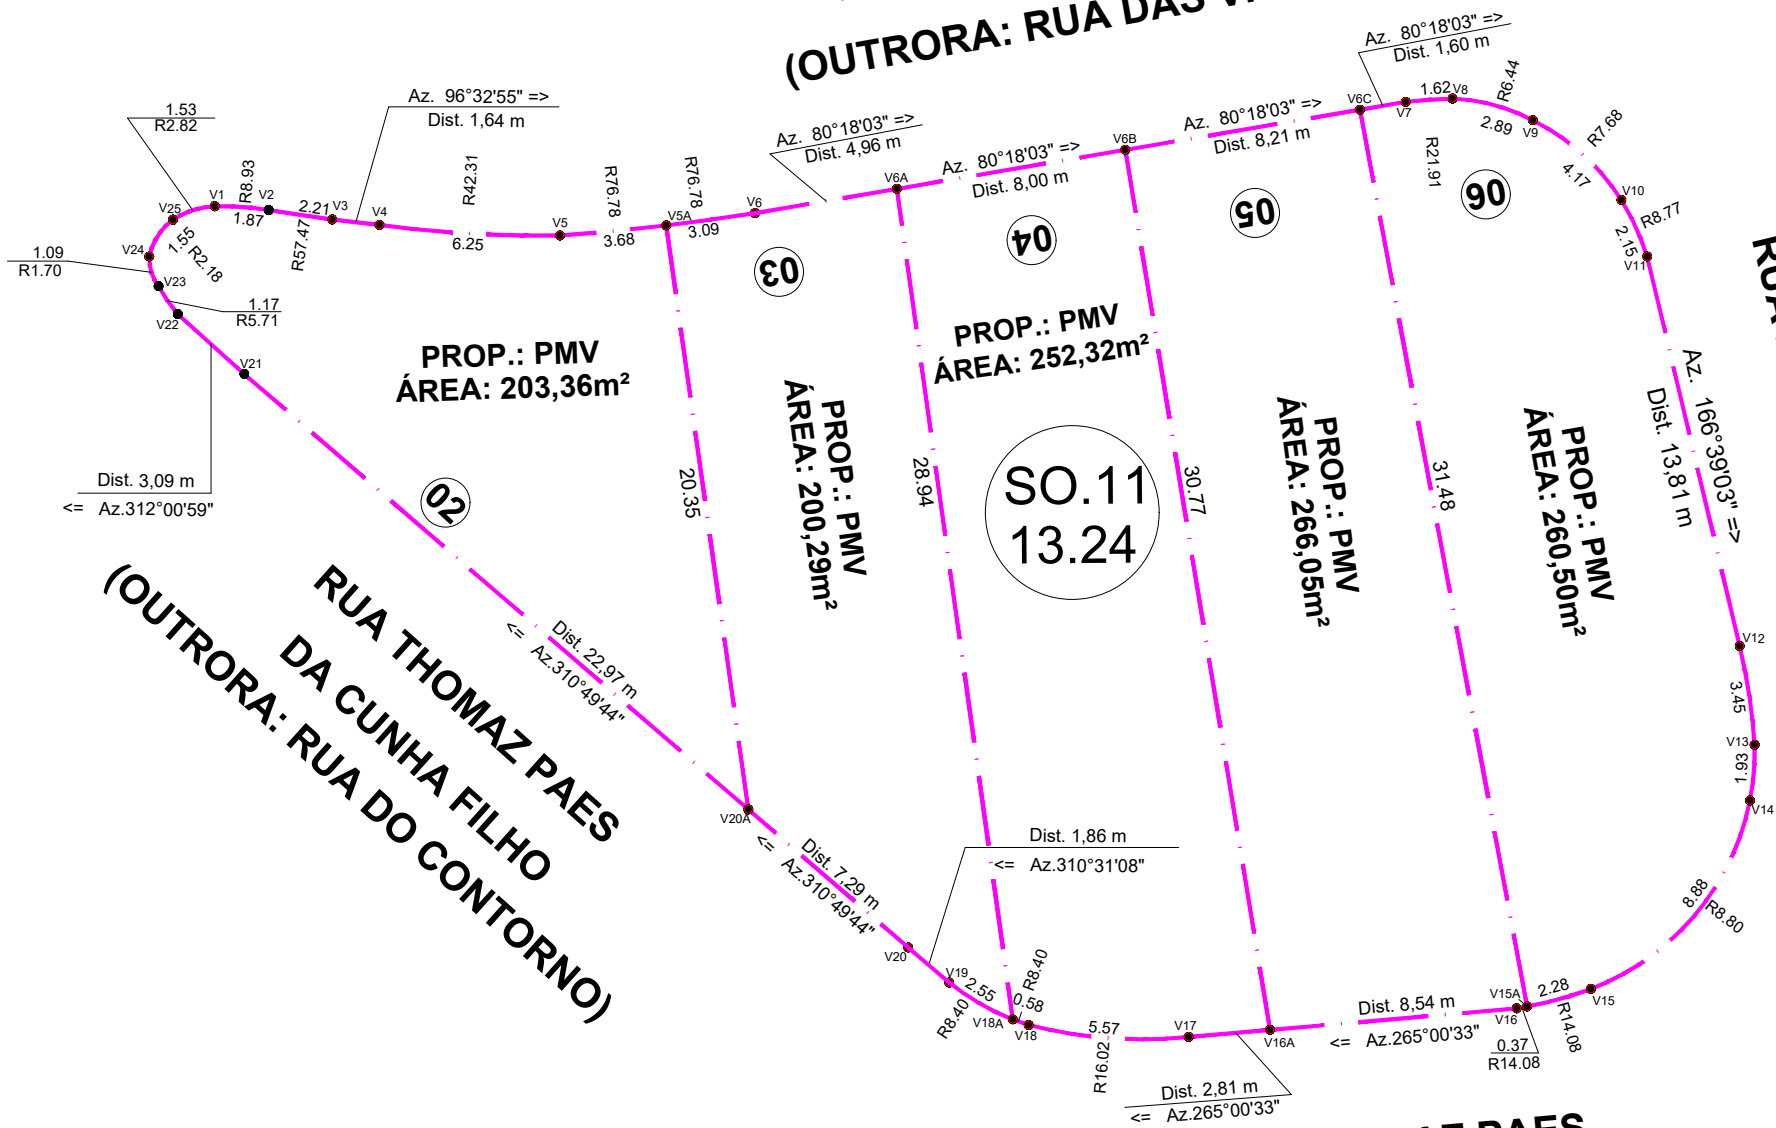 (OUTRORA: RUA DAS
Az. 80°18'03" =>
Dist. 1,60 m
1.53
R2.82
Az. 96°32'55" =>
Dist. 1,64 m
Az. 80°18'03" =>
Dist. 4,96 m
Az. 80°18'03" =>
Dist. 8,00 m
Az. 80°18'03" =>
Dist. 8,21 m
V6C
V7
1.62
V8
R6.44
2.89
V9
R7.68
4.17
V10
R8.77
2.15
V11
R21.91
V25
V1
R8.93
1.87
V2
2.21
R57.47
V3
V4
R42.31
6.25
V5
R76.78
3.68
V5A
R76.78
3.09
V6
V6A
V6B
V24
1.55
R2.18
1.09
R1.70
V23
1.17
R5.71
V22
V21
03
04
05
06
RUA
PROP.: PMV
ÁREA: 203,36m²
PROP.: PMV
ÁREA: 200,29m²
PROP.: PMV
ÁREA: 252,32m²
PROP.: PMV
ÁREA: 266,05m²
PROP.: PMV
ÁREA: 260,50m²
Az. 166°39'03" =>
Dist. 13,81 m
Dist. 3,09 m
<= Az.312°00'59"
02
20.35
28.94
SO.11
13.24
30.77
31.48
RUA THOMAZ PAES
DA CUNHA FILHO
(OUTRORA: RUA DO CONTORNO)
Dist. 22,97 m
<= Az.310°49'44"
V12
3.45
V13
1.93
V14
V20A
Dist. 7,29 m
<= Az.310°49'44"
Dist. 1,86 m
<= Az.310°31'08"
8.88
R8.80
V20
V19
2.55
R8.40
V18A
0.58
R8.40
V18
5.57
R16.02
V17
V16A
Dist. 8,54 m
<= Az.265°00'33"
V15A
V16
2.28
R14.08
V15
0.37
R14.08
Dist. 2,81 m
<= Az.265°00'33"
PAES